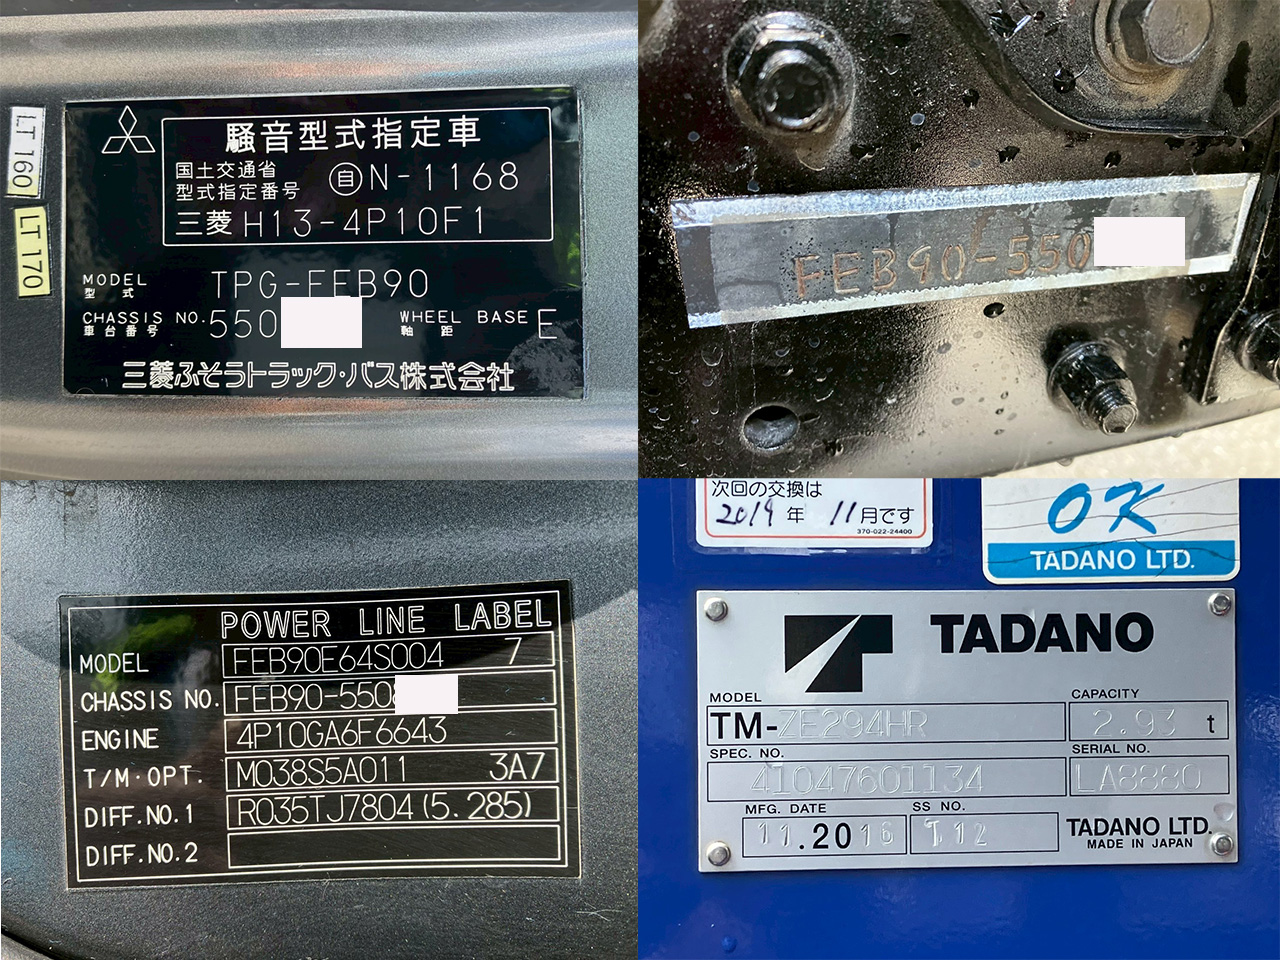 LT 160
LT 170
騒音型式指定車
国土交通省
型式指定番号 自N-1168
三菱 H13-4P10F1
MODEL TPG-FEB90
型式
CHASSIS NO. 550 WHEEL BASE E
車台番号 軸距
三菱ふそうトラック・バス株式会社
FEB90-550
POWER LINE LABEL
MODEL FEB90E64S004 7
CHASSIS NO. FEB90-550
ENGINE 4P10GA6F6643
T/M・OPT. M038S5A011 3A7
DIFF.NO.1 R035TJ7804(5.285)
DIFF.NO.2
次回の交換は
2019年 11月です
370-022-24400
OK
TADANO LTD.
TADANO
MODEL CAPACITY
TM-ZE294HR 2.93 t
SPEC. NO. SERIAL NO.
41047601134 LA8880
MFG. DATE SS NO.
11.2016 T12
TADANO LTD.
MADE IN JAPAN